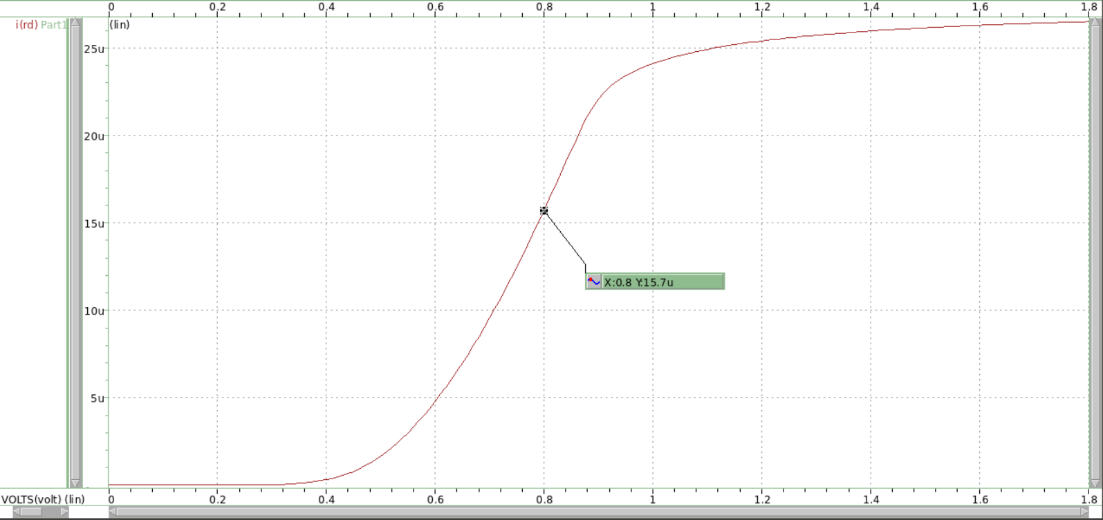 0 0.2 0.4 0.6 0.8 1 1.2 1.4 1.6 1.8
i(rd) Part1 (lin)
25u
20u
15u
X:0.8 Y:15.7u
10u
5u
VOLTS(volt) (lin) 0 0.2 0.4 0.6 0.8 1 1.2 1.4 1.6 1.8